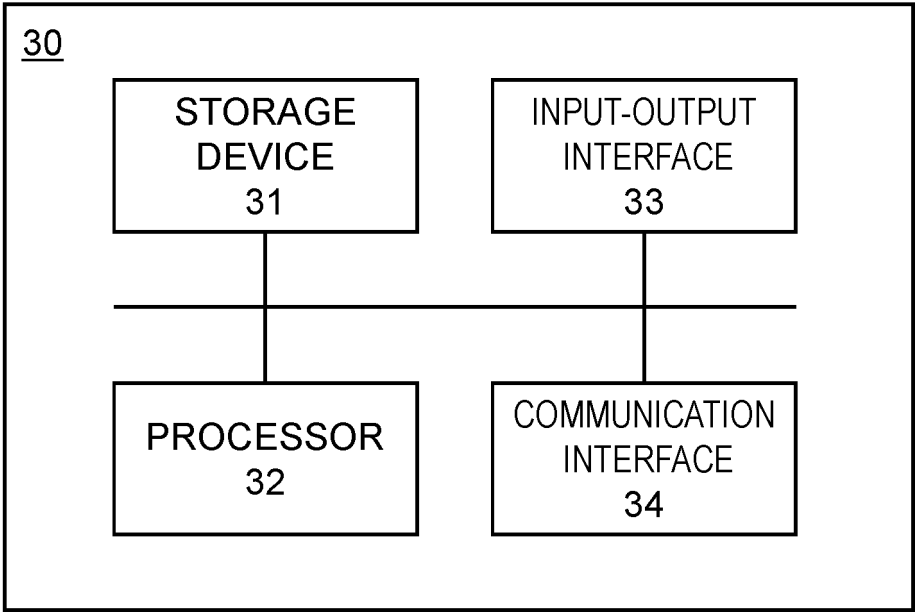 30
STORAGE
DEVICE
31
INPUT-OUTPUT
INTERFACE
33
PROCESSOR
32
COMMUNICATION
INTERFACE
34